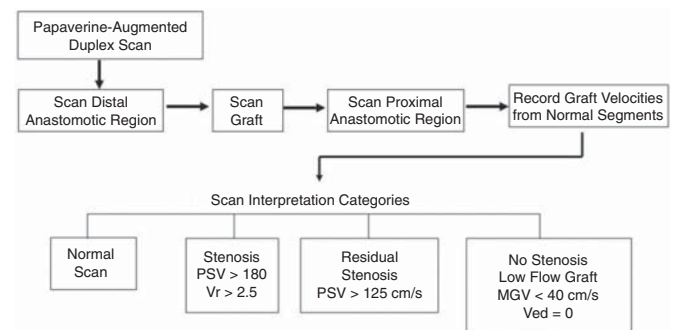 Papaverine-Augmented
Duplex Scan
Scan Distal
Anastomotic Region
Scan
Graft
Scan Proximal
Anastomotic Region
Record Graft Velocities
from Normal Segments
Scan Interpretation Categories
Normal
Scan
Stenosis
PSV > 180
Vr > 2.5
Residual
Stenosis
PSV > 125 cm/s
No Stenosis
Low Flow Graft
MGV < 40 cm/s
Ved = 0